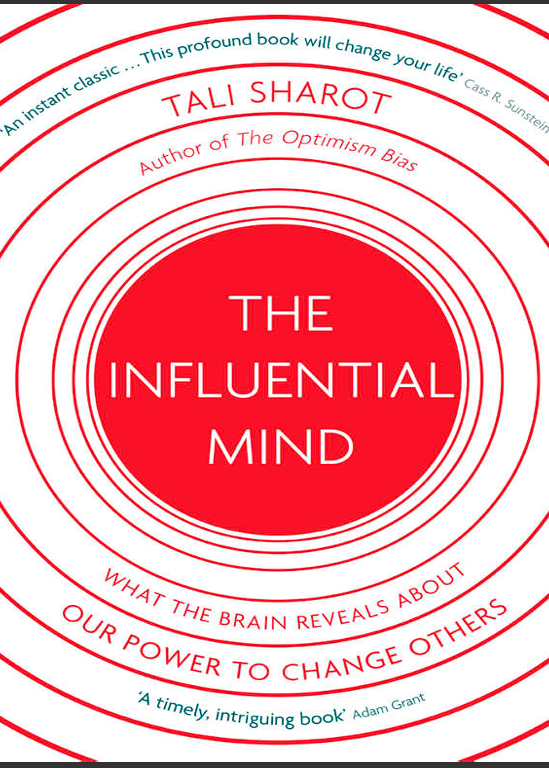 'An instant classic ... This profound book will change your life' Cass R. Sunstein
TALI SHAROT
Author of The Optimism Bias
THE
INFLUENTIAL
MIND
WHAT THE BRAIN REVEALS ABOUT
OUR POWER TO CHANGE OTHERS
'A timely, intriguing book' Adam Grant